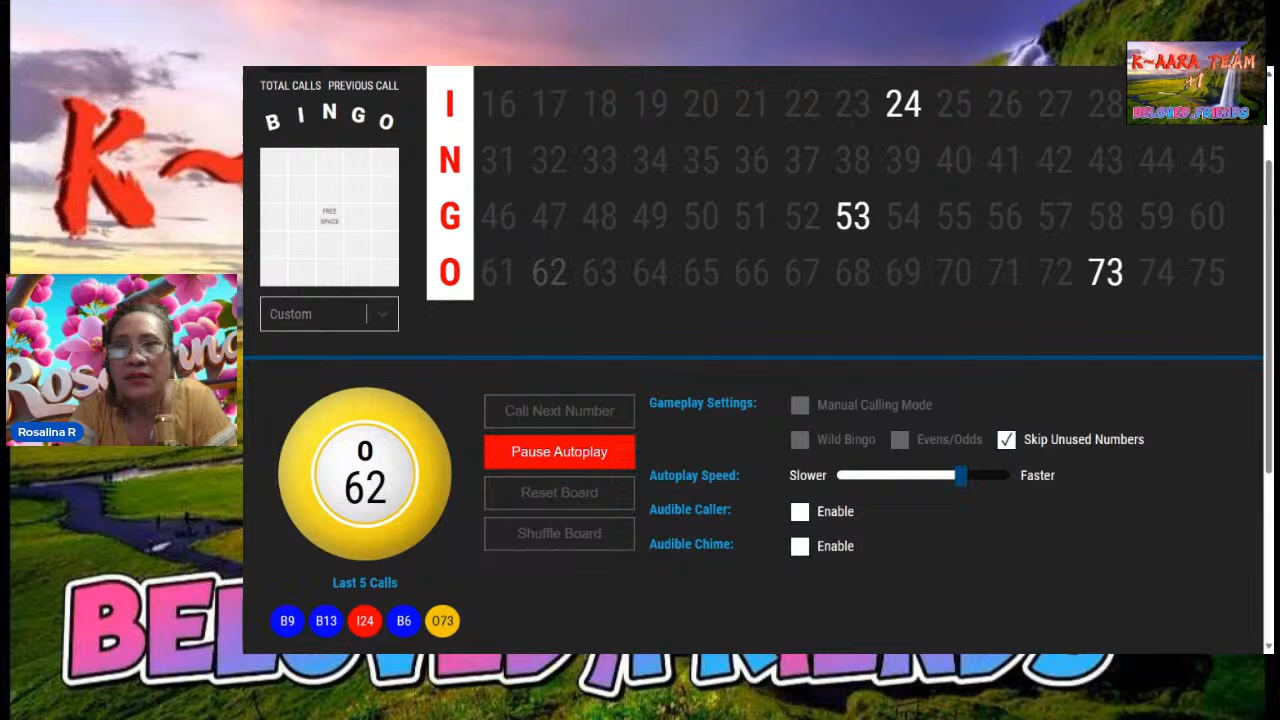 K~
K~AARA TEAM
+1
BELOVED,FRIENDS
TOTAL CALLS PREVIOUS CALL
B I N G O
FREE
SPACE
Custom
I 16 17 18 19 20 21 22 23 24 25 26 27 28
N 31 32 33 34 35 36 37 38 39 40 41 42 43 44 45
G 46 47 48 49 50 51 52 53 54 55 56 57 58 59 60
O 61 62 63 64 65 66 67 68 69 70 71 72 73 74 75
Rosalina R
O
62
Call Next Number
Pause Autoplay
Reset Board
Shuffle Board
Gameplay Settings:
Manual Calling Mode
Wild Bingo Evens/Odds Skip Unused Numbers
Autoplay Speed: Slower Faster
Audible Caller: Enable
Audible Chime: Enable
Last 5 Calls
B9 B13 I24 B6 O73
BELOVED,FRIENDS